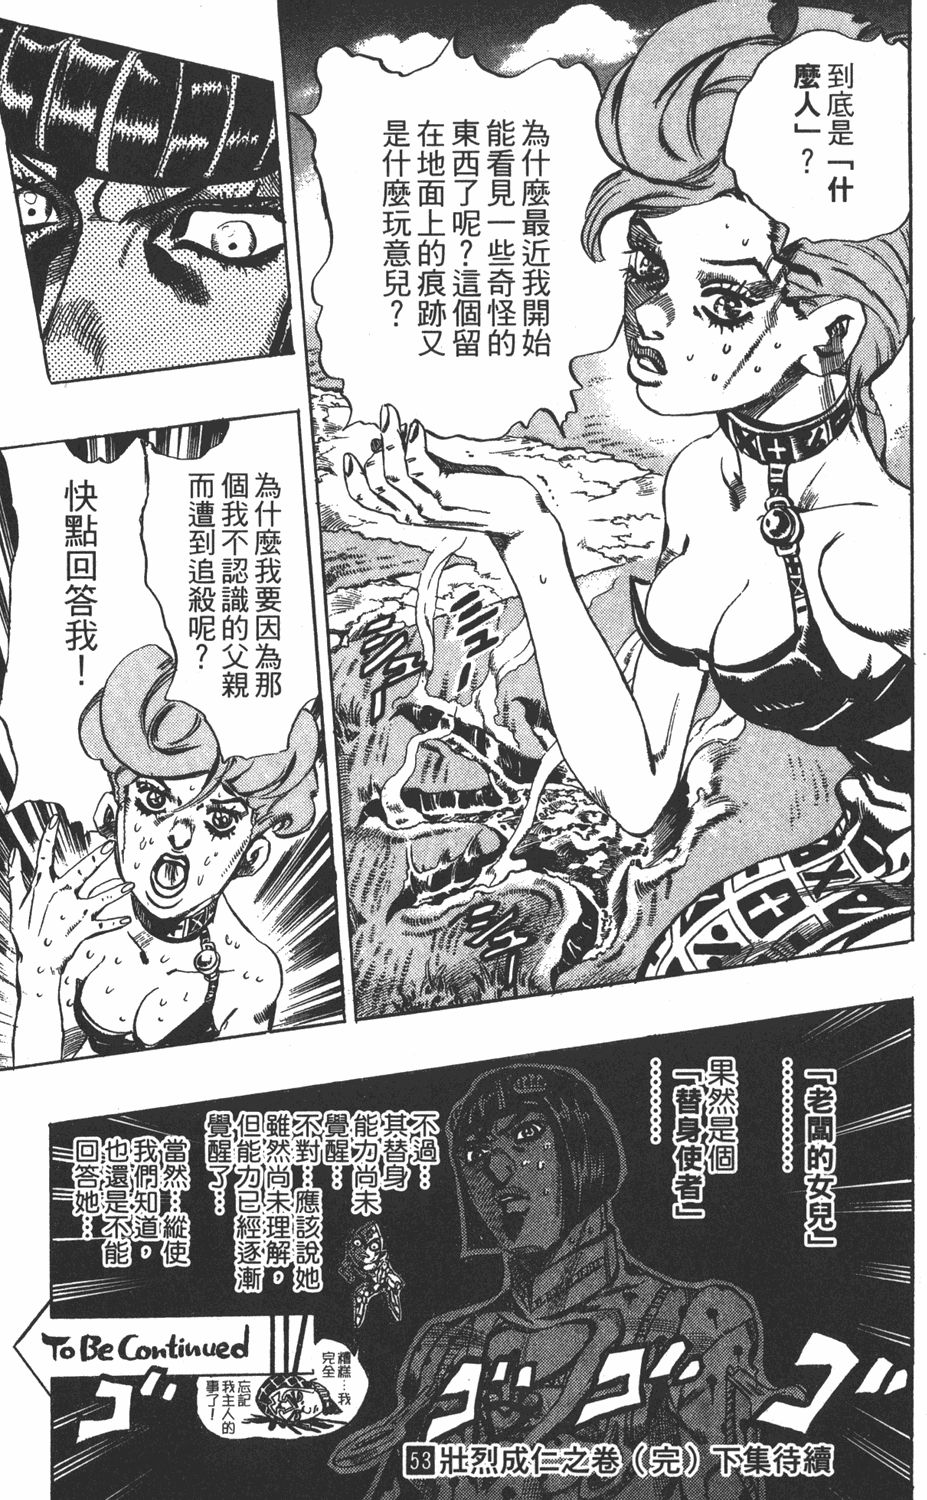 到底是「什
麼人」？
為什麼最近我開始
能看見一些奇怪的
東西了呢？這個留
在地面上的痕跡又
是什麼玩意兒？
為什麼我要因為那
個我不認識的父親
而遭到追殺呢？
快點回答我！
『老闆的女兒』
…………
果然是個
『替身使者』
…………
不過…
其替身
能力尚未
覺醒…
不對…應該說她
雖然尚未理解，
但能力已經逐漸
覺醒了…
當然…縱使
我們知道，
也還是不能
回答她…
糟糕…我
完全
忘記
我主人的
事了！
To Be Continued
ゴゴゴゴ
53 壯烈成仁之卷（完）下集待續